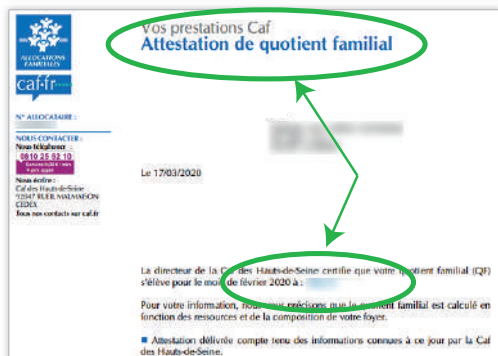 Vos prestations Caf
Attestation de quotient familial
ALLOCATIONS
FAMILIALES
caf.fr
N° ALLOCATAIRE :
NOUS CONTACTER :
Nous téléphoner :
0810 25 92 10
Nous écrire :
Caf des Hauts-de-Seine
92847 RUEIL MALMAISON
CEDEX
Tous nos contacts sur caf.fr
Le 17/03/2020
La directeur de la Caf des Hauts-de-Seine certifie que votre quotient familial (QF)
s'élève pour le mois de février 2020 à :
Pour votre information, nous vous précisons que le quotient familial est calculé en
fonction des ressources et de la composition de votre foyer.
■ Attestation délivrée compte tenu des informations connues à ce jour par la Caf
des Hauts-de-Seine.